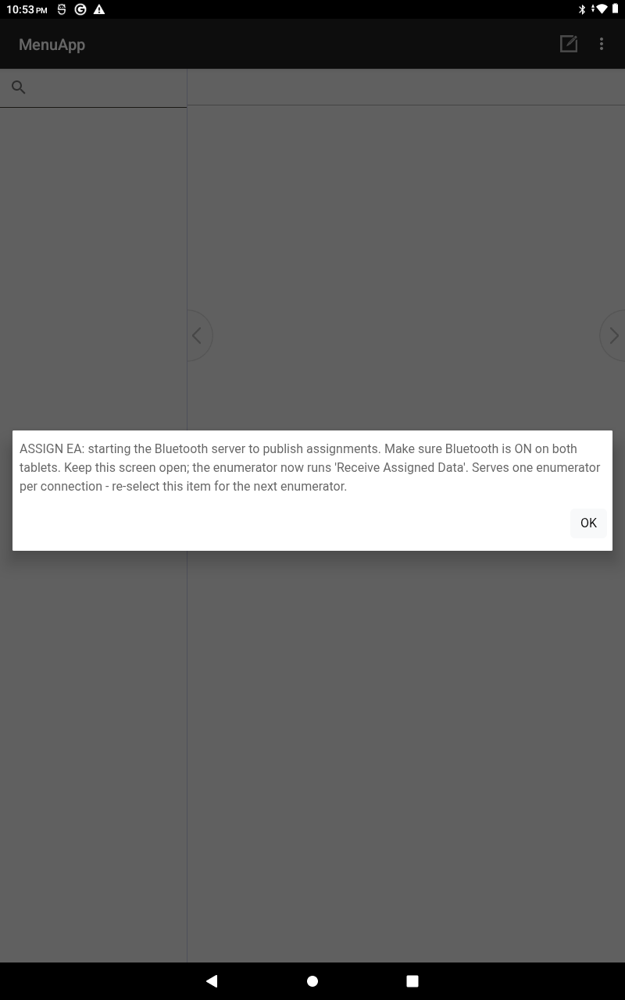 10:53 PM
MenuApp
ASSIGN EA: starting the Bluetooth server to publish assignments. Make sure Bluetooth is ON on both
tablets. Keep this screen open; the enumerator now runs 'Receive Assigned Data'. Serves one enumerator
per connection - re-select this item for the next enumerator.
OK